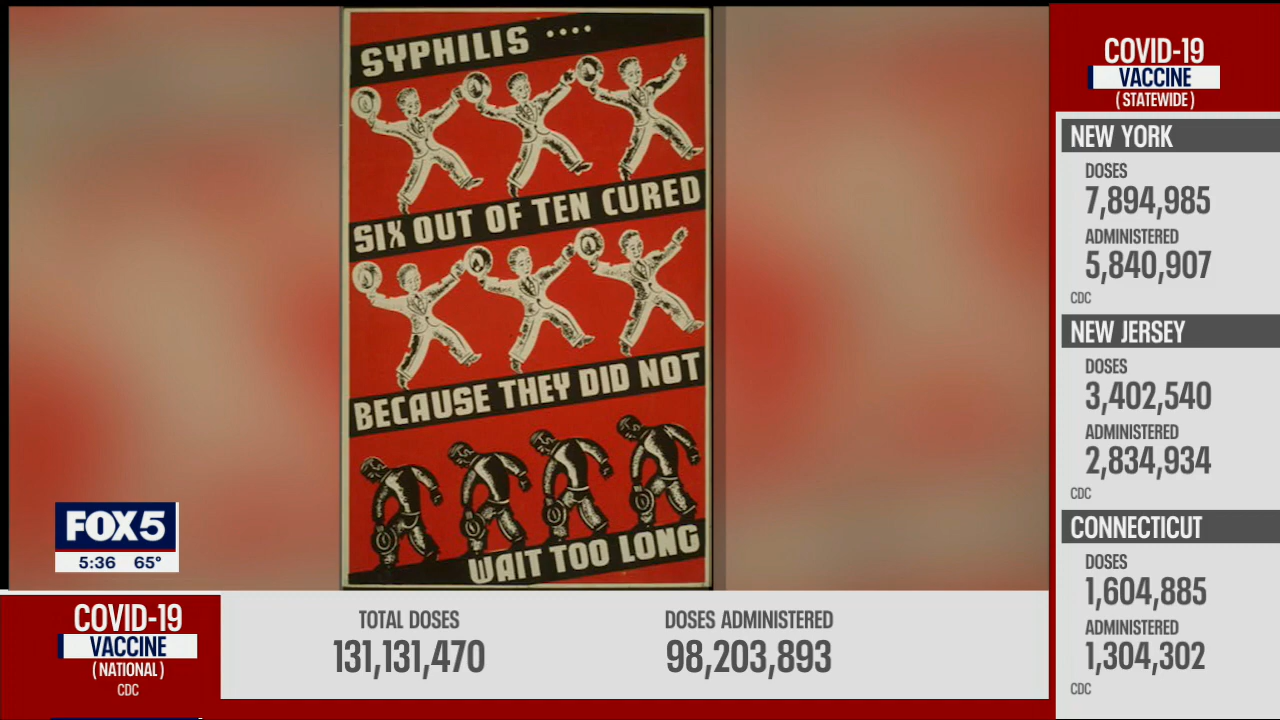 SYPHILIS ....
SIX OUT OF TEN CURED
BECAUSE THEY DID NOT
WAIT TOO LONG
FOX 5
5:36 65°
COVID-19
VACCINE
(STATEWIDE)
NEW YORK
DOSES
7,894,985
ADMINISTERED
5,840,907
CDC
NEW JERSEY
DOSES
3,402,540
ADMINISTERED
2,834,934
CDC
CONNECTICUT
DOSES
1,604,885
ADMINISTERED
1,304,302
CDC
COVID-19
VACCINE
(NATIONAL)
CDC
TOTAL DOSES
131,131,470
DOSES ADMINISTERED
98,203,893